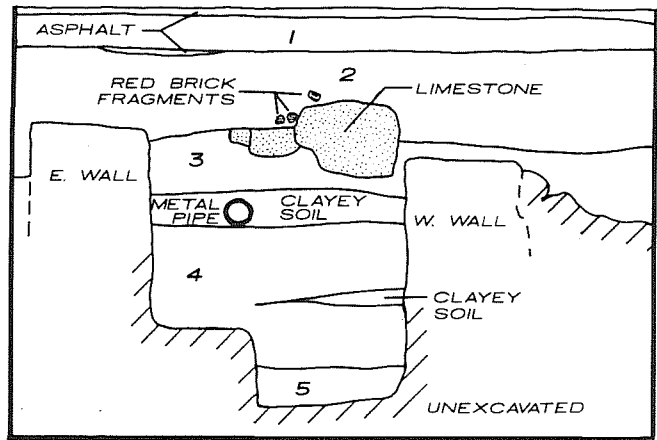 ASPHALT
1
2
RED BRICK
FRAGMENTS
LIMESTONE
3
E. WALL
METAL
PIPE
CLAYEY
SOIL
W. WALL
4
CLAYEY
SOIL
5
UNEXCAVATED